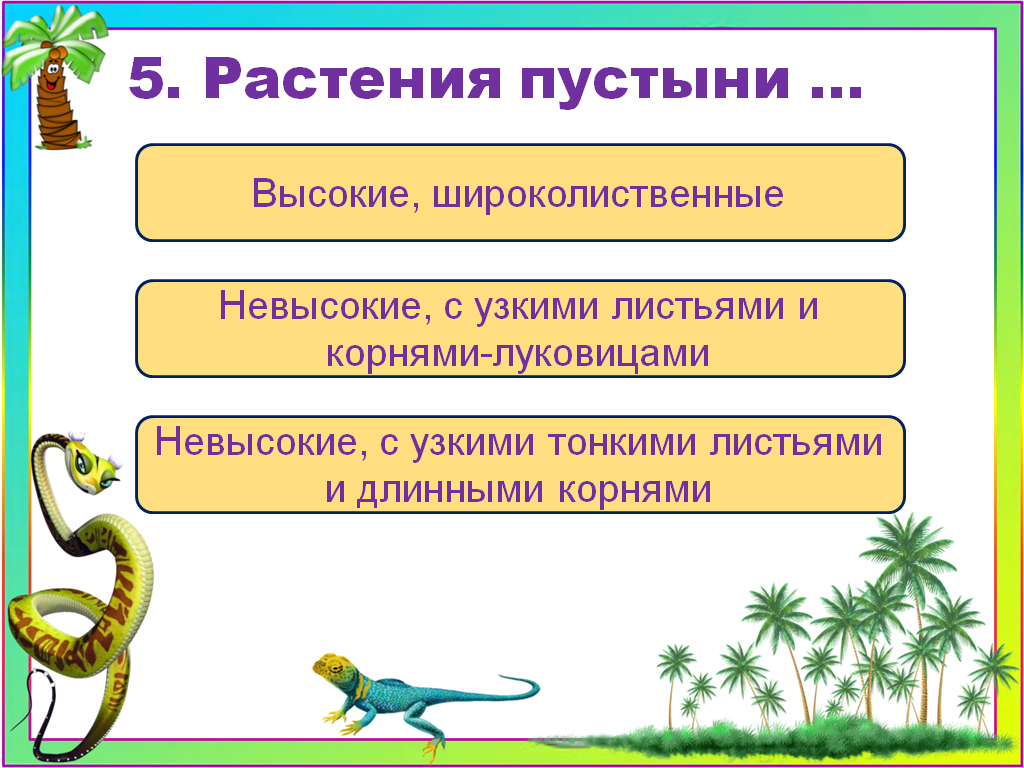 5. Растения пустыни ...
Высокие, широколиственные
Невысокие, с узкими листьями и
корнями-луковицами
Невысокие, с узкими тонкими листьями
и длинными корнями